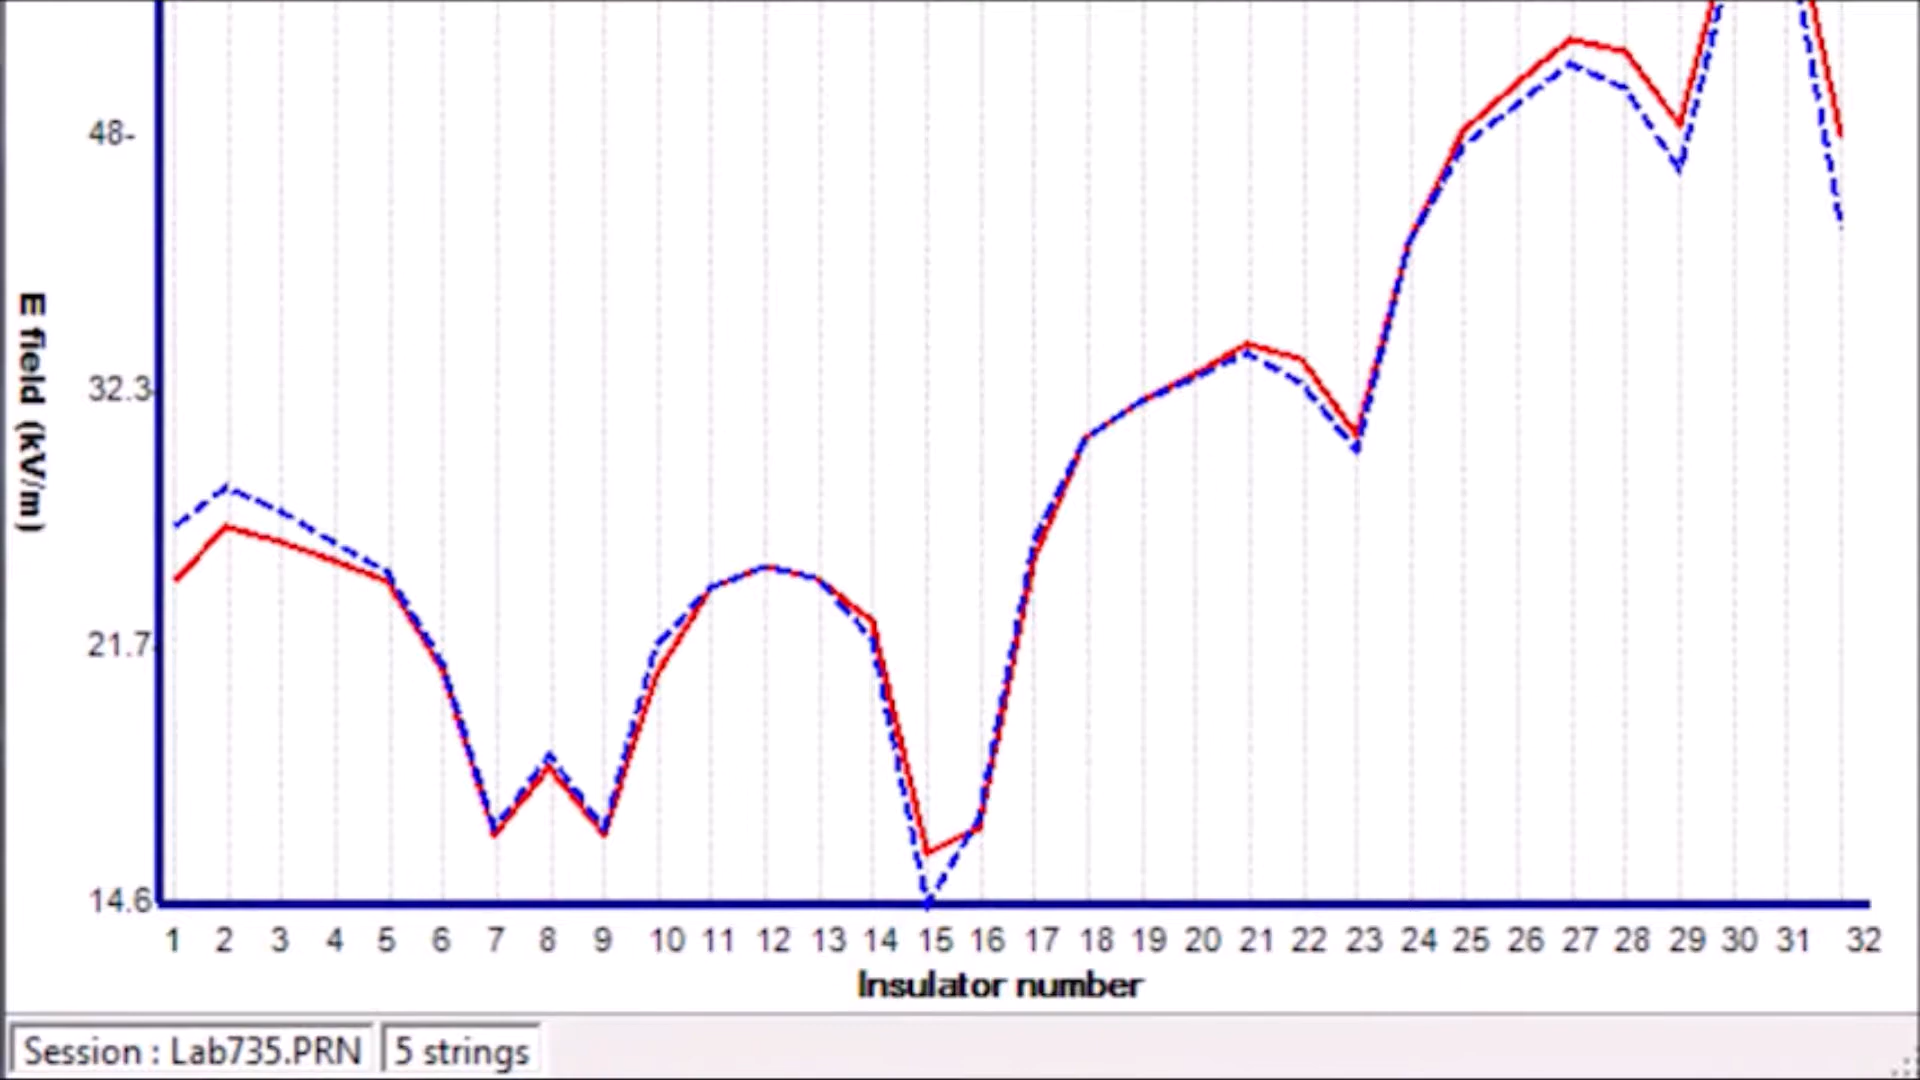 48-
E field (kV/m)
32.3
21.7
14.6
1 2 3 4 5 6 7 8 9 10 11 12 13 14 15 16 17 18 19 20 21 22 23 24 25 26 27 28 29 30 31 32
Insulator number
Session : Lab735.PRN 5 strings